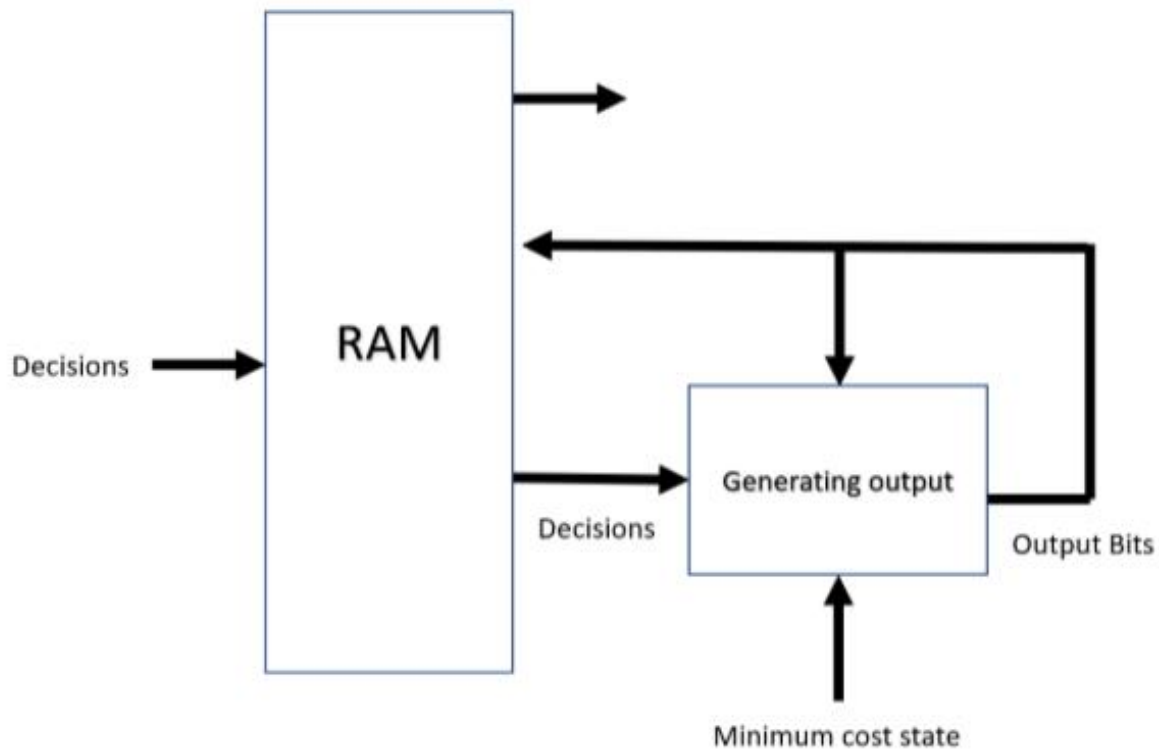 RAM
Decisions
Generating output
Decisions
Output Bits
Minimum cost state